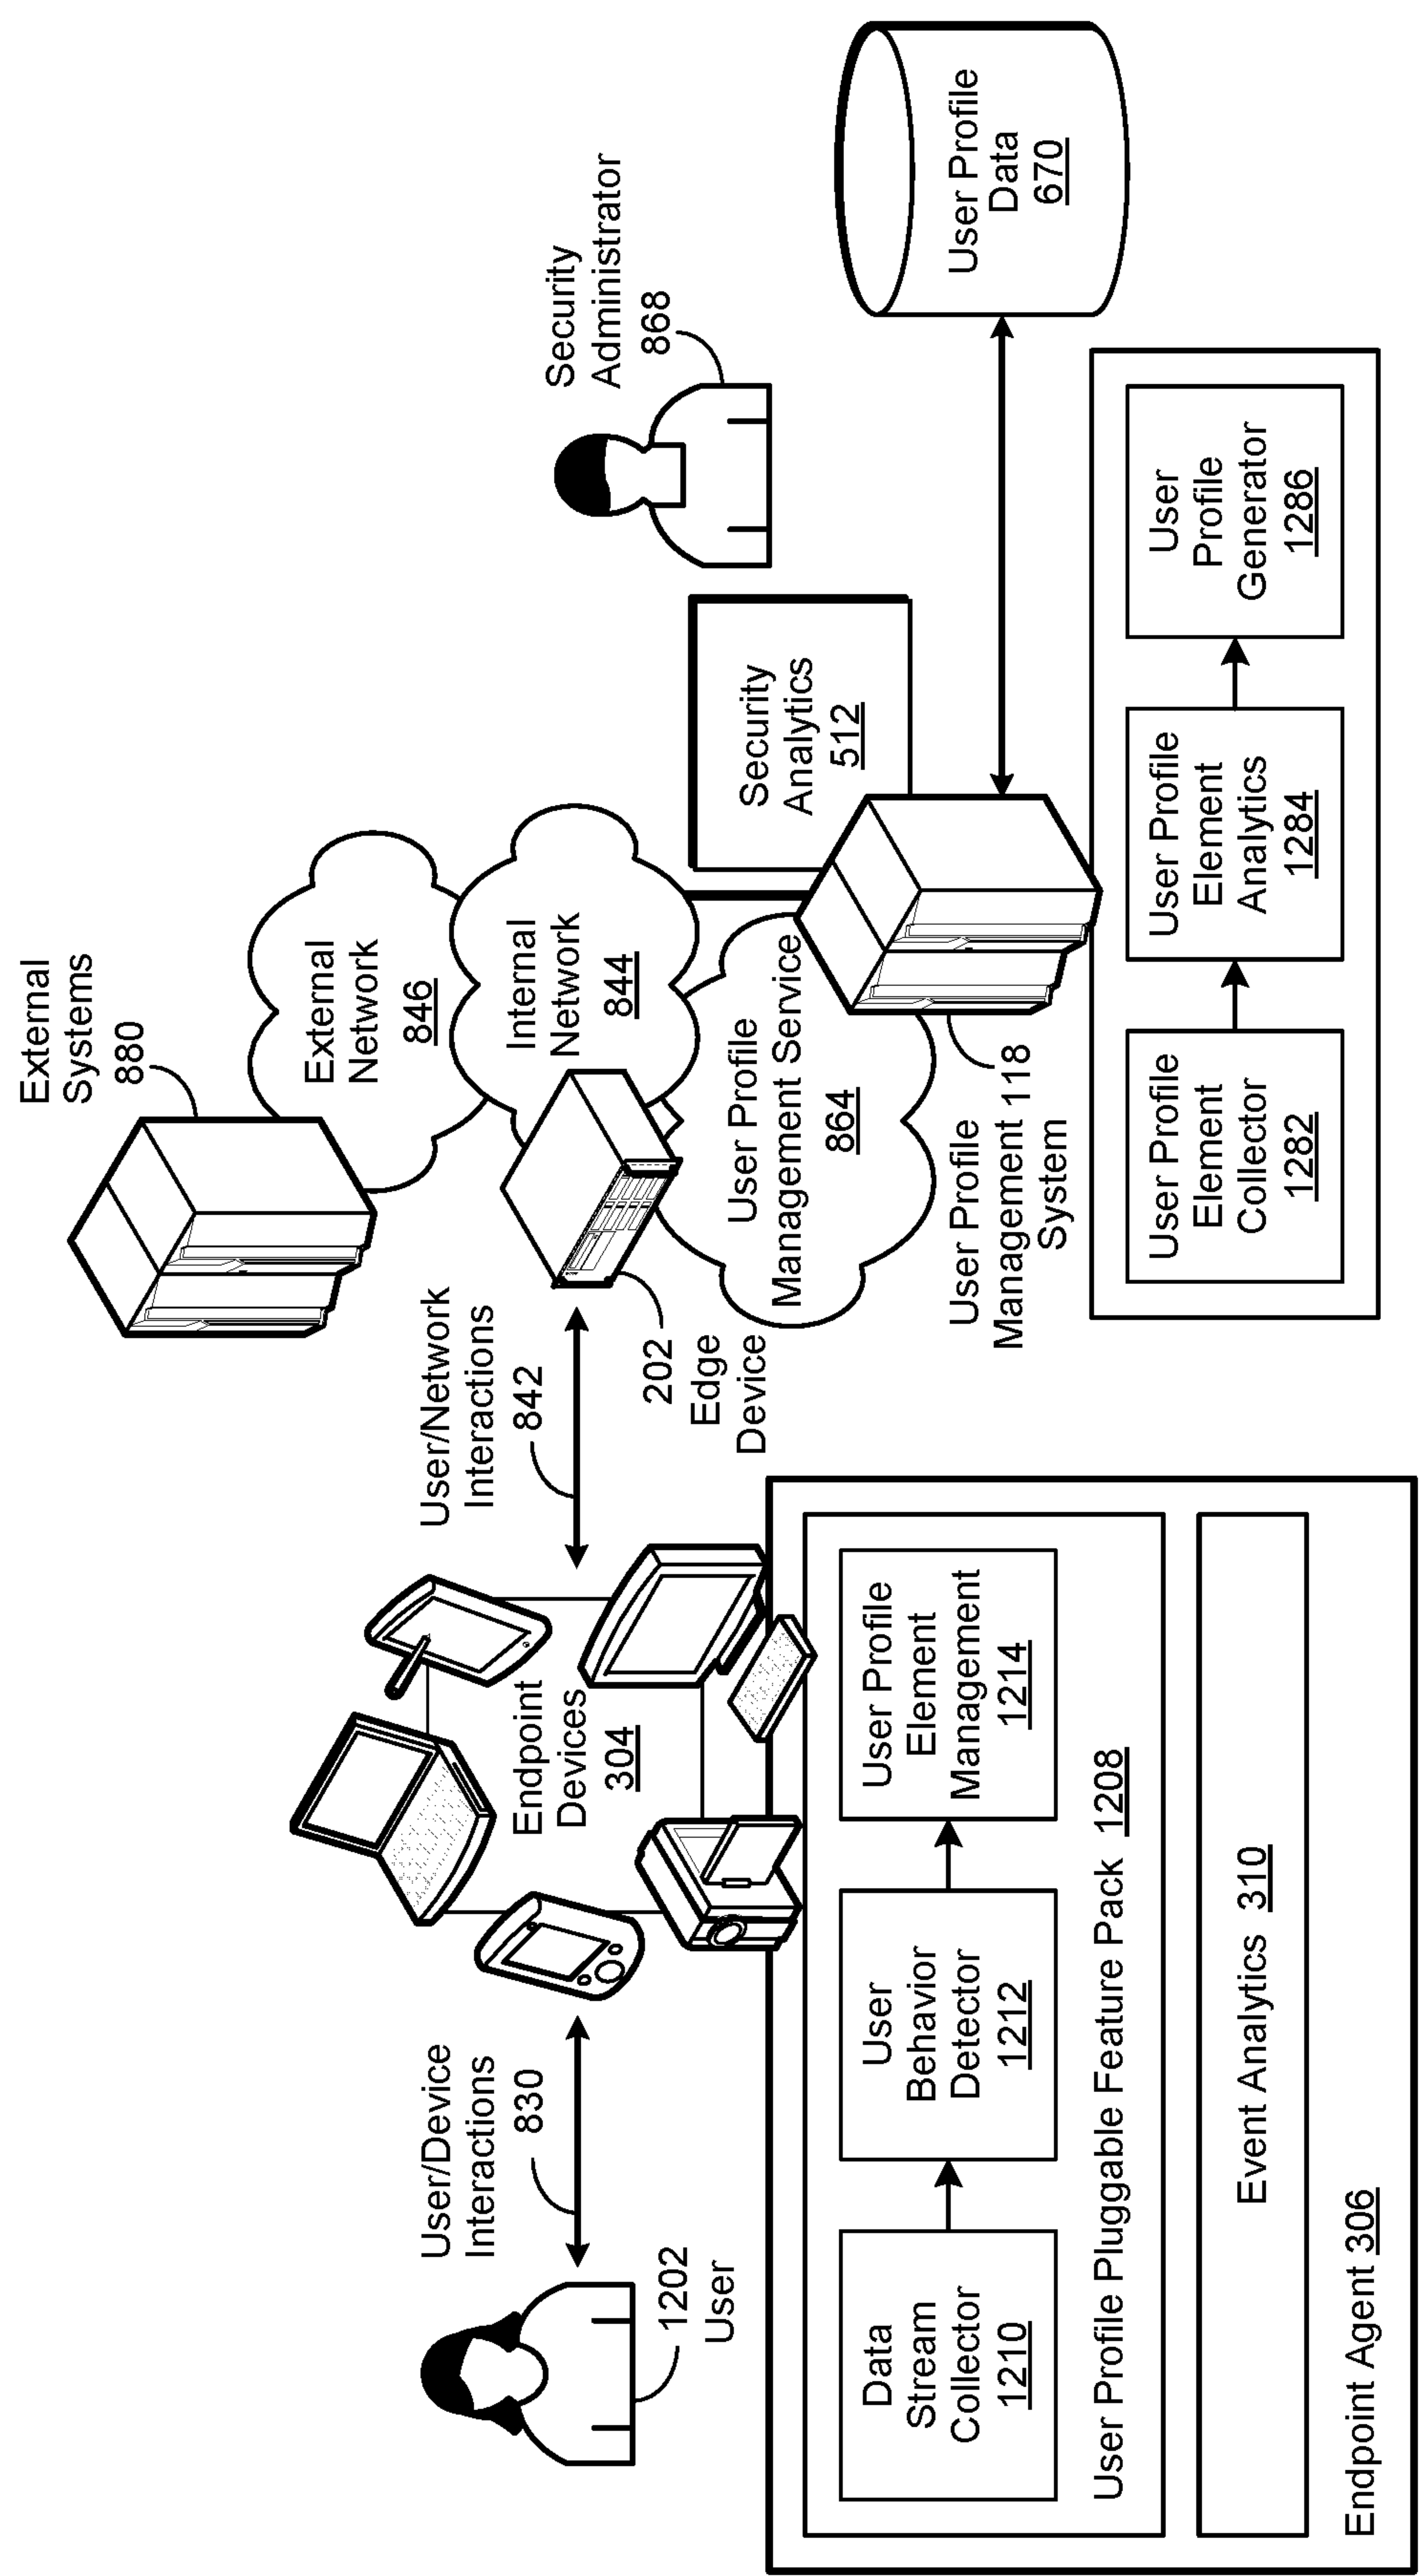 External
Systems
880
External
Network
846
Internal
Network
844
Security
Administrator
868
User/Device
Interactions
830
User/Network
Interactions
842
1202
User
Endpoint
Devices
304
202
Edge
Device
User Profile
Management Service
864
Security
Analytics
512
User Profile
Management 118
System
User Profile
Data
670
Data
Stream
Collector
1210
User
Behavior
Detector
1212
User Profile
Element
Management
1214
User Profile Pluggable Feature Pack 1208
Event Analytics 310
Endpoint Agent 306
User Profile
Element
Collector
1282
User Profile
Element
Analytics
1284
User
Profile
Generator
1286